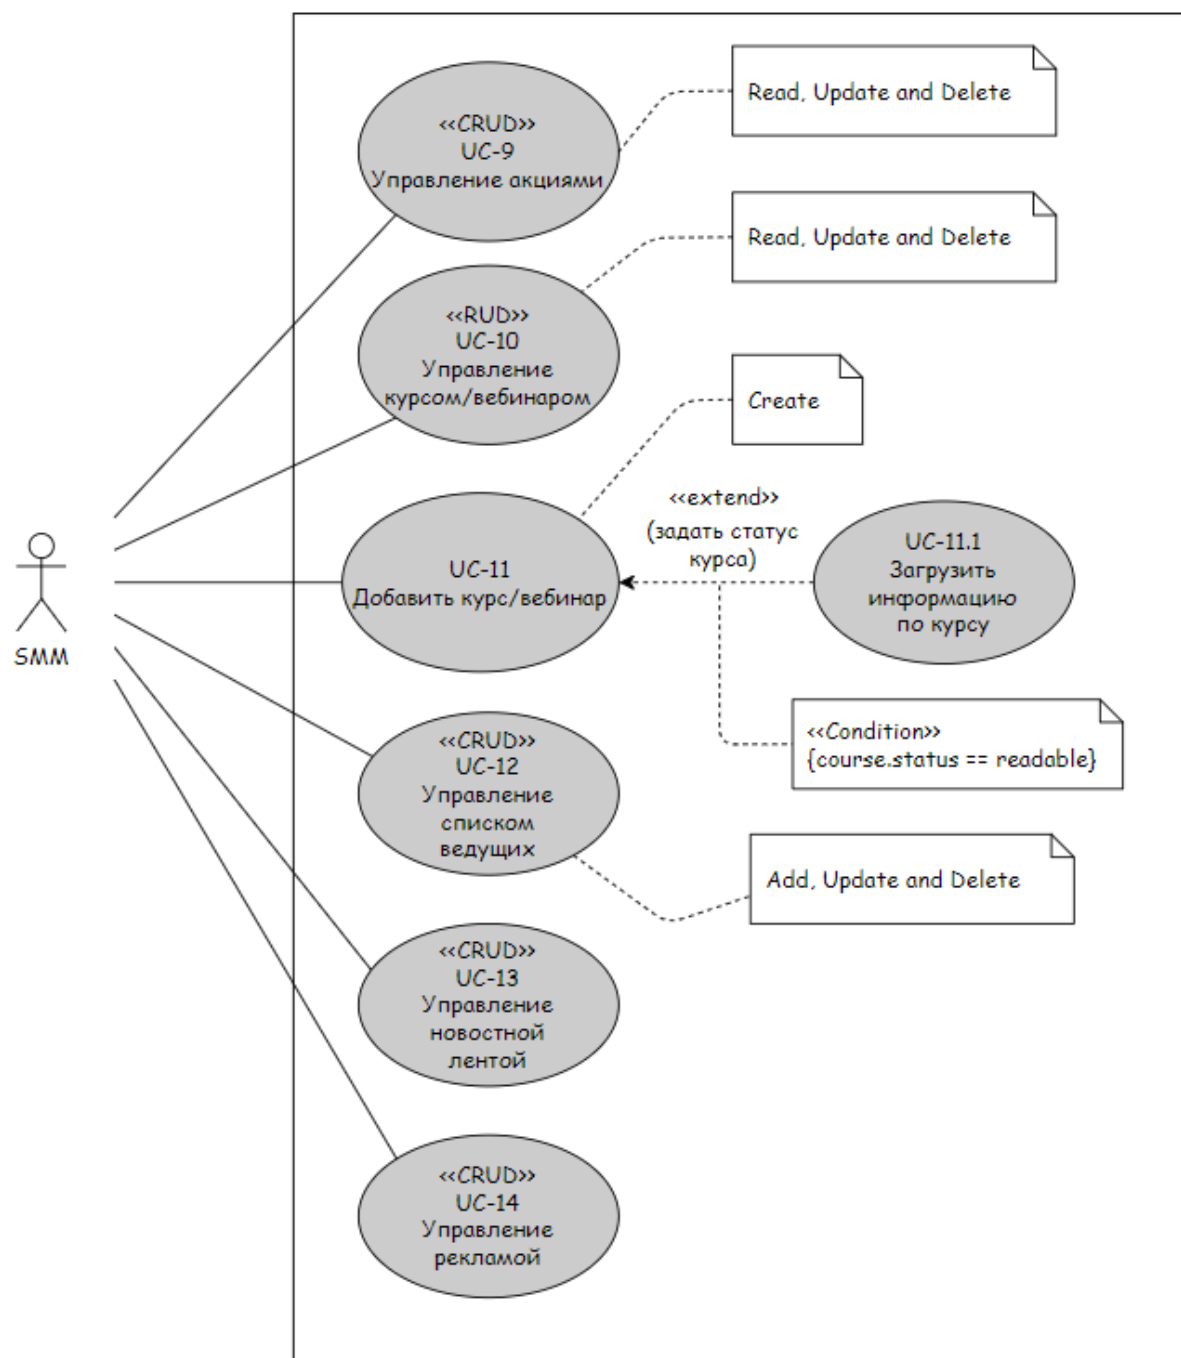 <<CRUD>>
UC-9
Управление акциями
Read, Update and Delete
<<RUD>>
UC-10
Управление
курсом/вебинаром
Read, Update and Delete
Create
SMM
UC-11
Добавить курс/вебинар
<<extend>>
(задать статус
курса)
UC-11.1
Загрузить
информацию
по курсу
<<Condition>>
{course.status == readable}
<<CRUD>>
UC-12
Управление
списком
ведущих
Add, Update and Delete
<<CRUD>>
UC-13
Управление
новостной
лентой
<<CRUD>>
UC-14
Управление
рекламой